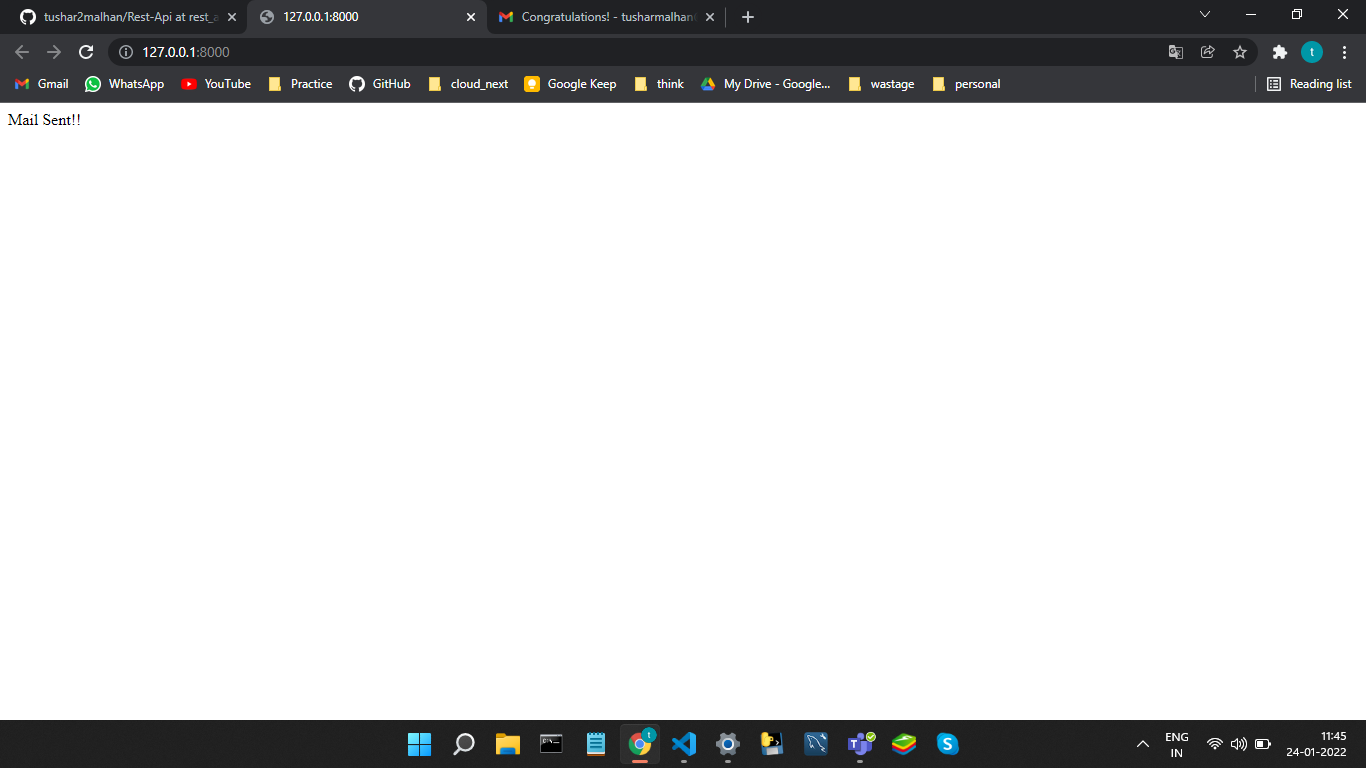 tushar2malhan/Rest-Api at rest_a
127.0.0.1:8000
Congratulations! - tusharmalhan
127.0.0.1:8000
Gmail
WhatsApp
YouTube
Practice
GitHub
cloud_next
Google Keep
think
My Drive - Google...
wastage
personal
Reading list
Mail Sent!!
t
t
ENG
IN
11:45
24-01-2022